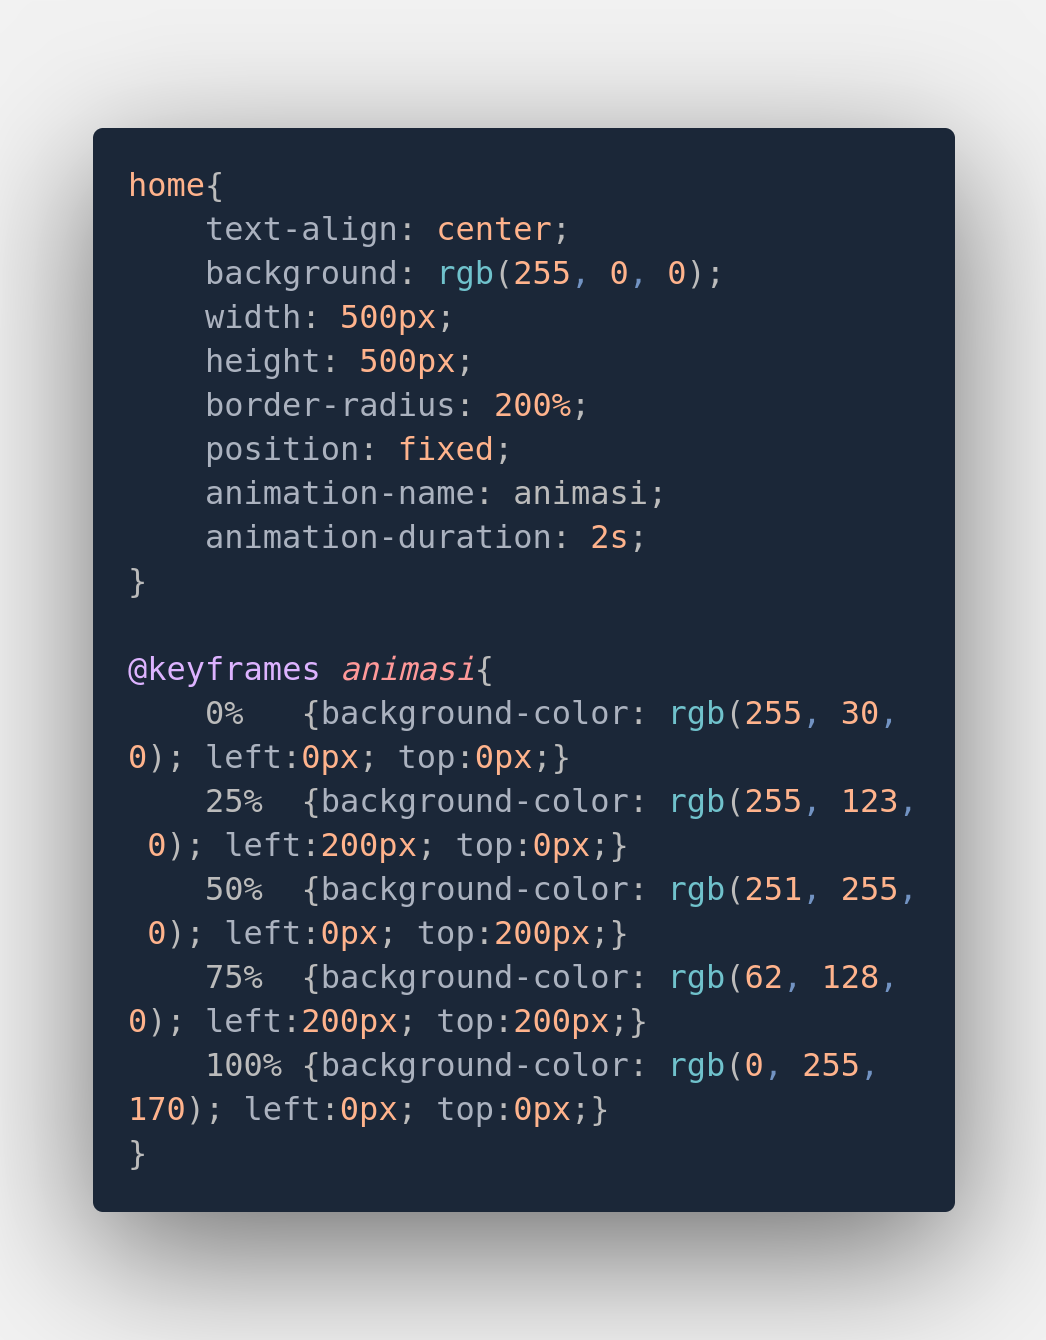 home{
    text-align: center;
    background: rgb(255, 0, 0);
    width: 500px;
    height: 500px;
    border-radius: 200%;
    position: fixed;
    animation-name: animasi;
    animation-duration: 2s;
}

@keyframes animasi{
    0%   {background-color: rgb(255, 30,
0); left:0px; top:0px;}
    25%  {background-color: rgb(255, 123,
 0); left:200px; top:0px;}
    50%  {background-color: rgb(251, 255,
 0); left:0px; top:200px;}
    75%  {background-color: rgb(62, 128,
0); left:200px; top:200px;}
    100% {background-color: rgb(0, 255,
170); left:0px; top:0px;}
}